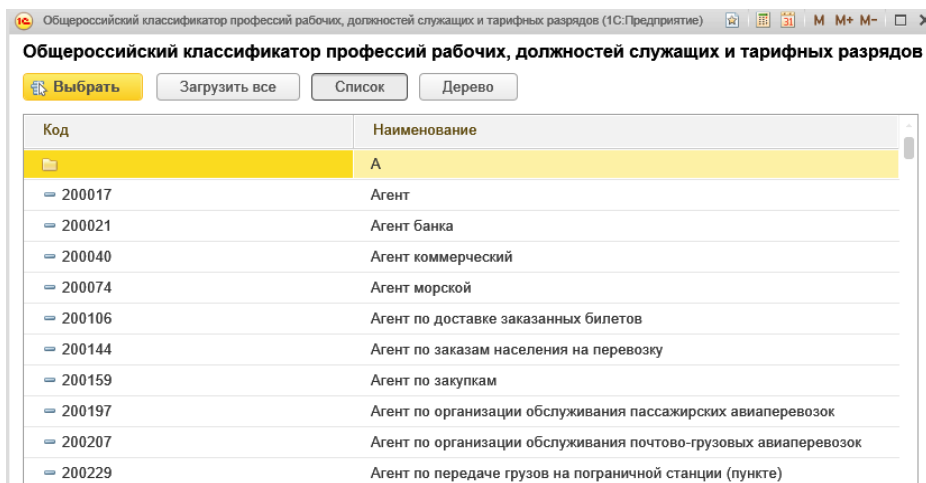 1С Общероссийский классификатор профессий рабочих, должностей служащих и тарифных разрядов (1С:Предприятие) 31 M M+ M-
Общероссийский классификатор профессий рабочих, должностей служащих и тарифных разрядов
Выбрать Загрузить все Список Дерево
Код Наименование
А
200017 Агент
200021 Агент банка
200040 Агент коммерческий
200074 Агент морской
200106 Агент по доставке заказанных билетов
200144 Агент по заказам населения на перевозку
200159 Агент по закупкам
200197 Агент по организации обслуживания пассажирских авиаперевозок
200207 Агент по организации обслуживания почтово-грузовых авиаперевозок
200229 Агент по передаче грузов на пограничной станции (пункте)